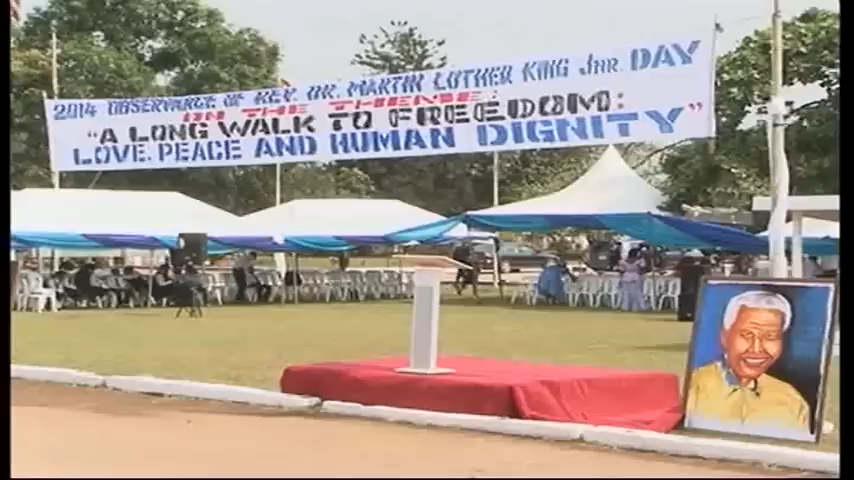 2014 OBSERVANCE OF REV. DR. MARTIN LUTHER KING JNR. DAY
ON THE THEME:
"A LONG WALK TO FREEDOM:
LOVE, PEACE AND HUMAN DIGNITY"